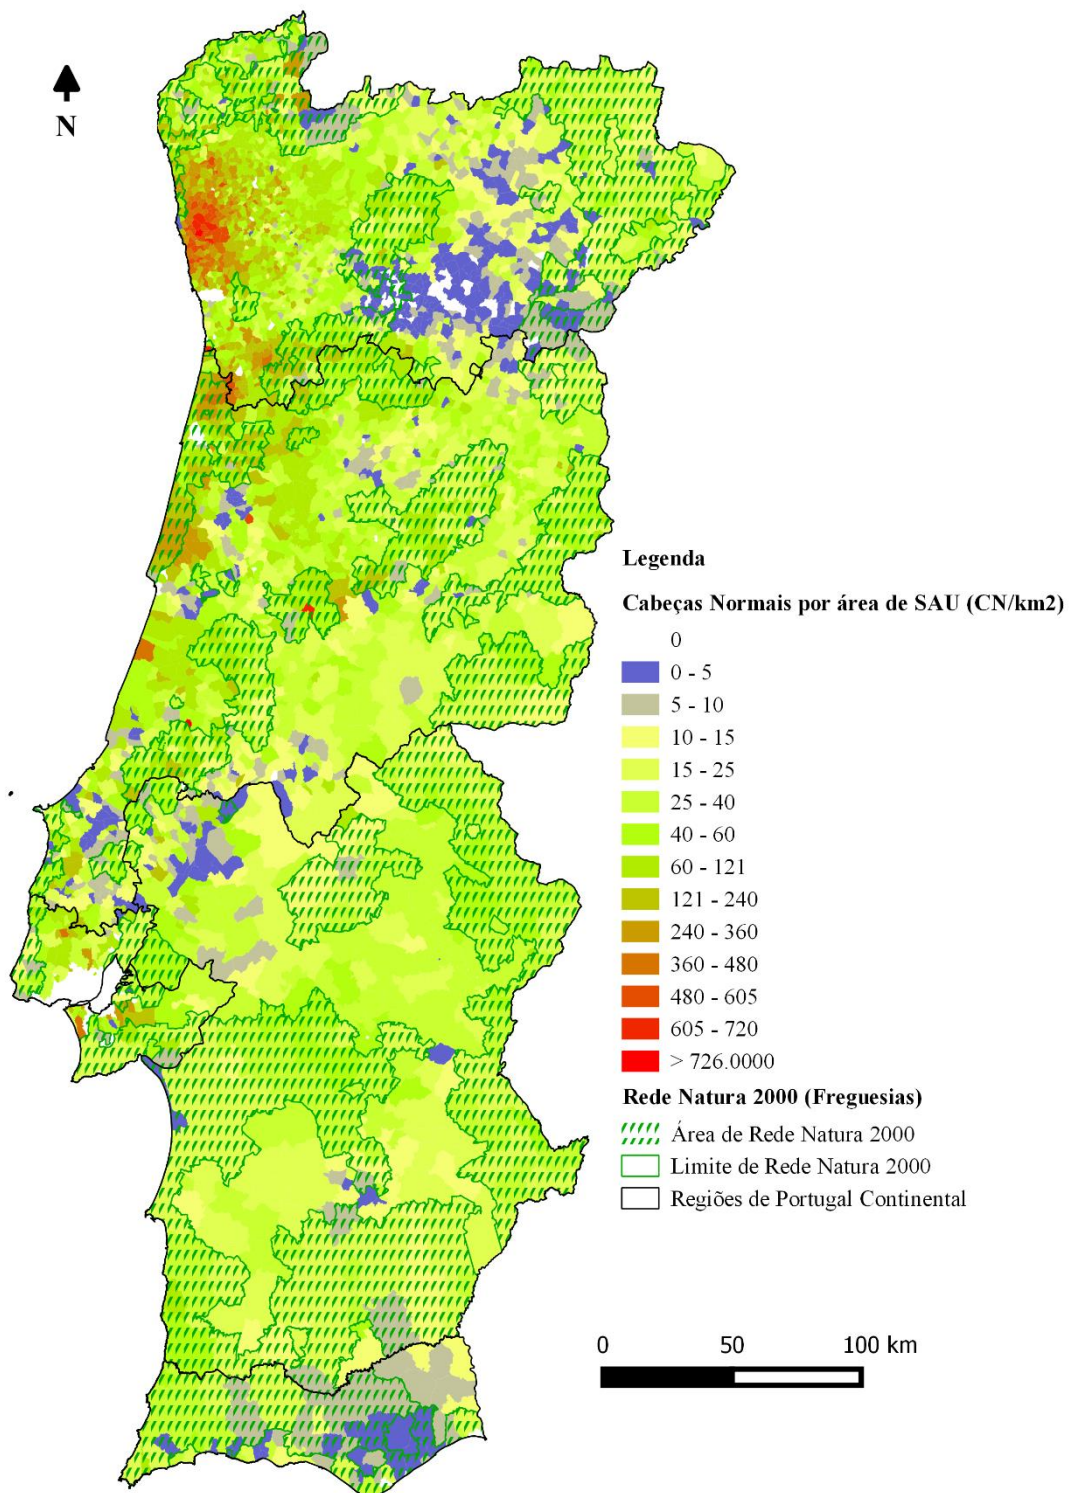 N
Legenda
Cabeças Normais por área de SAU (CN/km2)
0
0 - 5
5 - 10
10 - 15
15 - 25
25 - 40
40 - 60
60 - 121
121 - 240
240 - 360
360 - 480
480 - 605
605 - 720
> 726.0000
Rede Natura 2000 (Freguesias)
Área de Rede Natura 2000
Limite de Rede Natura 2000
Regiões de Portugal Continental
0 50 100 km